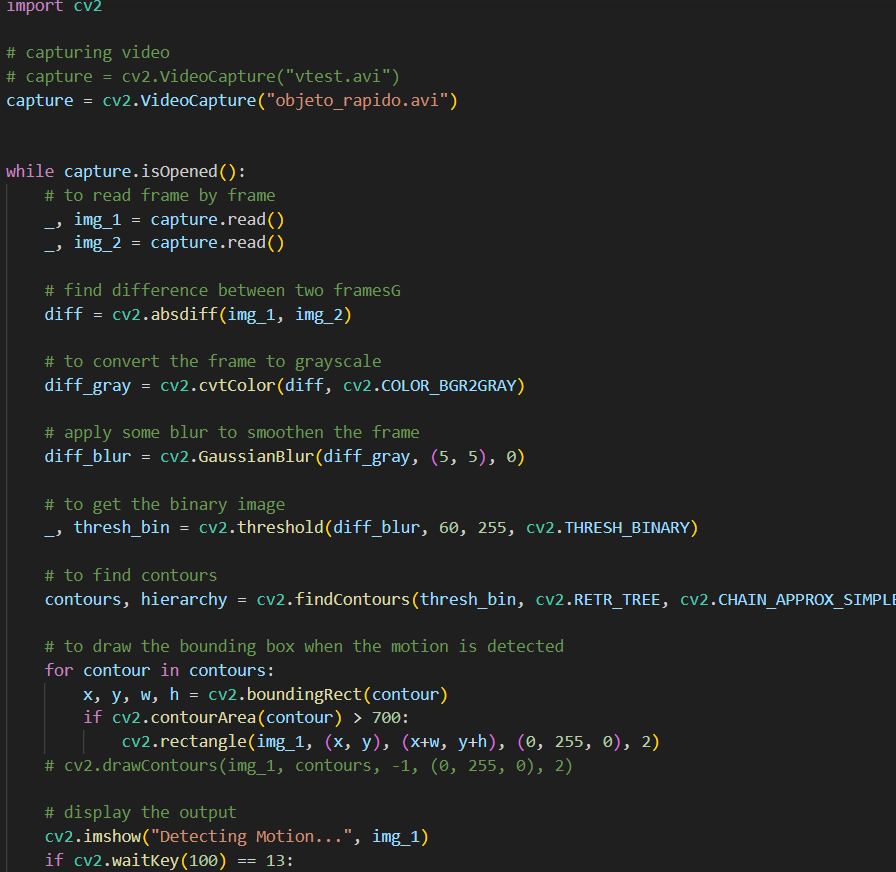 import cv2
# capturing video
# capture = cv2.VideoCapture("vtest.avi")
capture = cv2.VideoCapture("objeto_rapido.avi")
while capture.isOpened():
# to read frame by frame
_, img_1 = capture.read()
_, img_2 = capture.read()
# find difference between two framesG
diff = cv2.absdiff(img_1, img_2)
# to convert the frame to grayscale
diff_gray = cv2.cvtColor(diff, cv2.COLOR_BGR2GRAY)
# apply some blur to smoothen the frame
diff_blur = cv2.GaussianBlur(diff_gray, (5, 5), 0)
# to get the binary image
_, thresh_bin = cv2.threshold(diff_blur, 60, 255, cv2.THRESH_BINARY)
# to find contours
contours, hierarchy = cv2.findContours(thresh_bin, cv2.RETR_TREE, cv2.CHAIN_APPROX_SIMPLE
# to draw the bounding box when the motion is detected
for contour in contours:
x, y, w, h = cv2.boundingRect(contour)
if cv2.contourArea(contour) > 700:
cv2.rectangle(img_1, (x, y), (x+w, y+h), (0, 255, 0), 2)
# cv2.drawContours(img_1, contours, -1, (0, 255, 0), 2)
# display the output
cv2.imshow("Detecting Motion...", img_1)
if cv2.waitKey(100) == 13: